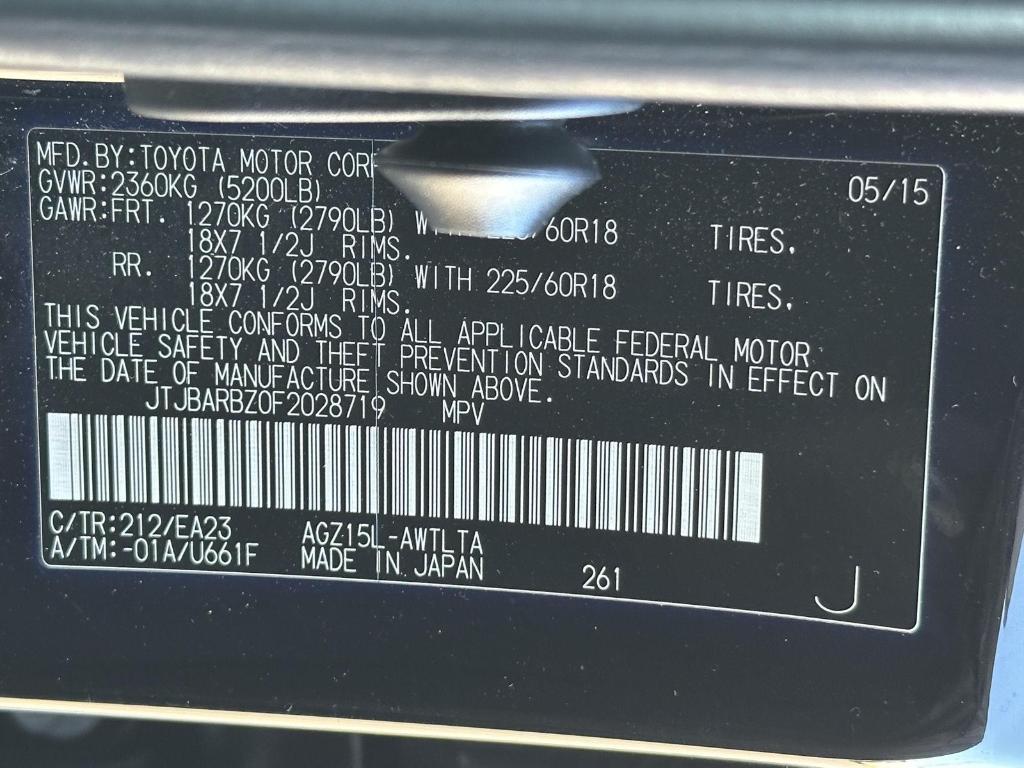 MFD.BY:TOYOTA MOTOR CORP
05/15
GVWR:2360KG (5200LB)
GAWR:FRT. 1270KG (2790LB) /60R18 TIRES,
18X7 1/2J RIMS.
RR. 1270KG (2790LB) WITH 225/60R18 TIRES,
18X7 1/2J RIMS.
THIS VEHICLE CONFORMS TO ALL APPLICABLE FEDERAL MOTOR
VEHICLE SAFETY AND THEFT PREVENTION STANDARDS IN EFFECT ON
THE DATE OF MANUFACTURE SHOWN ABOVE.
JTJBARBZ0F2028719 MPV
C/TR:212/EA23 AGZ15L-AWTLTA
A/TM:-01A/U661F MADE IN JAPAN 261 J